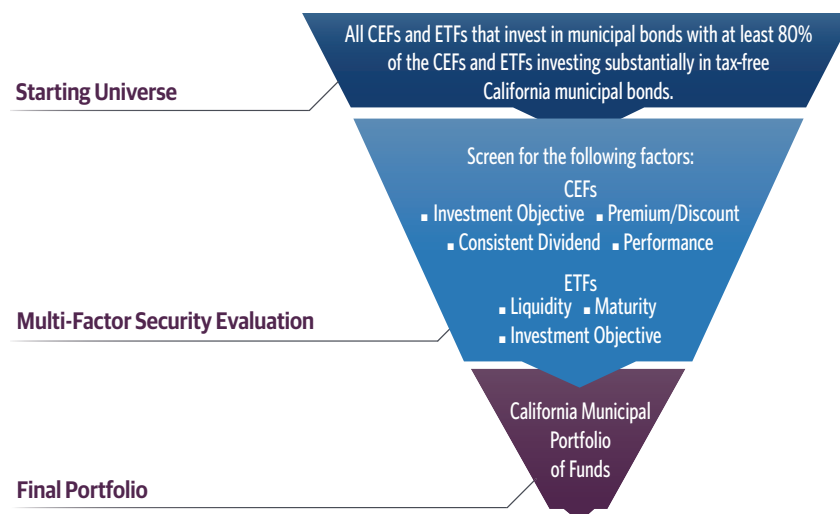 All CEFs and ETFs that invest in municipal bonds with at least 80%
of the CEFs and ETFs investing substantially in tax-free
California municipal bonds.
Starting Universe
Screen for the following factors:
CEFs
▪ Investment Objective ▪ Premium/Discount
▪ Consistent Dividend ▪ Performance
ETFs
▪ Liquidity ▪ Maturity
▪ Investment Objective
Multi-Factor Security Evaluation
California Municipal
Portfolio
of Funds
Final Portfolio